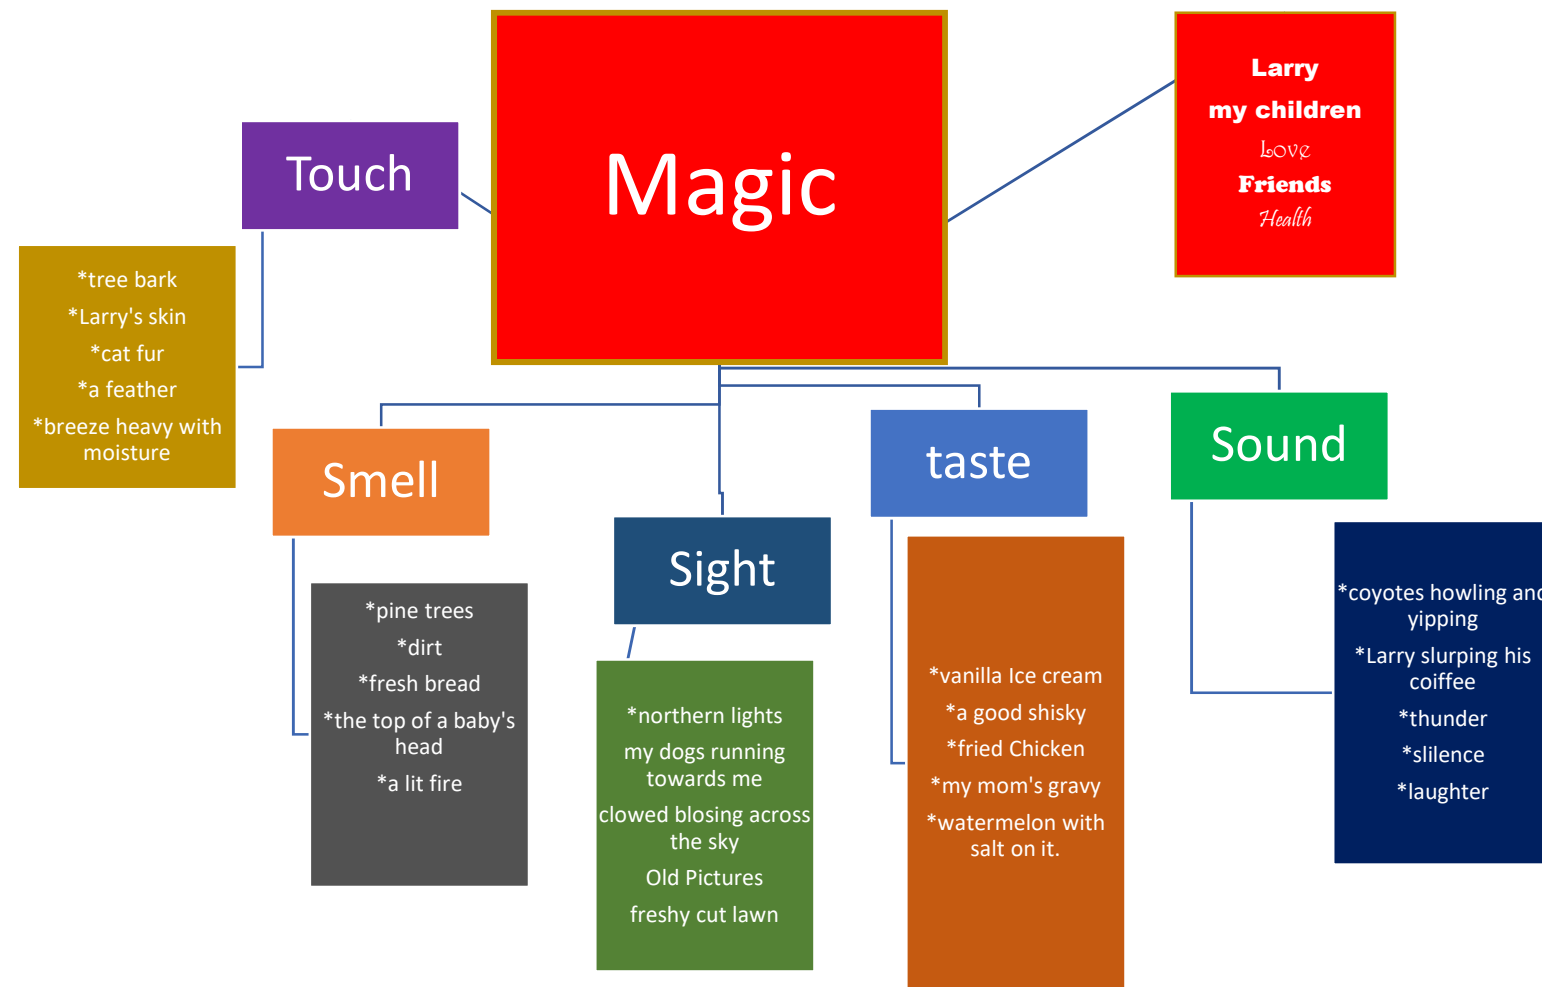 Magic
Larry
my children
Love
Friends
Health
Touch
*tree bark
*Larry's skin
*cat fur
*a feather
*breeze heavy with
moisture
Smell
*pine trees
*dirt
*fresh bread
*the top of a baby's
head
*a lit fire
Sight
*northern lights
my dogs running
towards me
clowed blosing across
the sky
Old Pictures
freshy cut lawn
taste
*vanilla Ice cream
*a good shisky
*fried Chicken
*my mom's gravy
*watermelon with
salt on it.
Sound
*coyotes howling and
yipping
*Larry slurping his
coiffee
*thunder
*slilence
*laughter